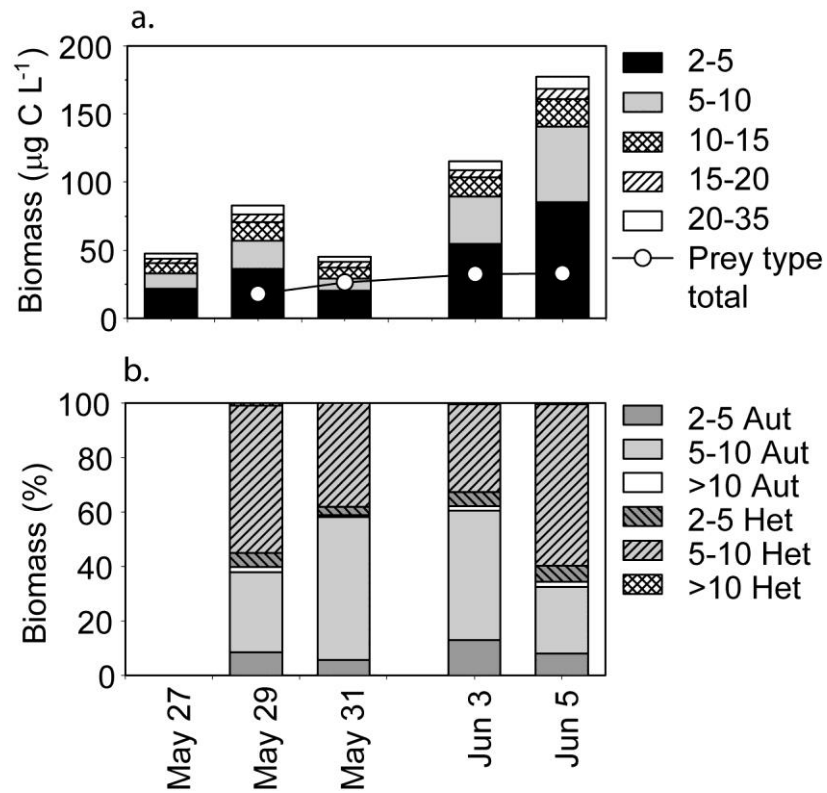 a.
Biomass (μg C L⁻¹)
200
150
100
50
0
2-5
5-10
10-15
15-20
20-35
Prey type
total
b.
Biomass (%)
100
80
60
40
20
0
2-5 Aut
5-10 Aut
>10 Aut
2-5 Het
5-10 Het
>10 Het
May 27
May 29
May 31
Jun 3
Jun 5